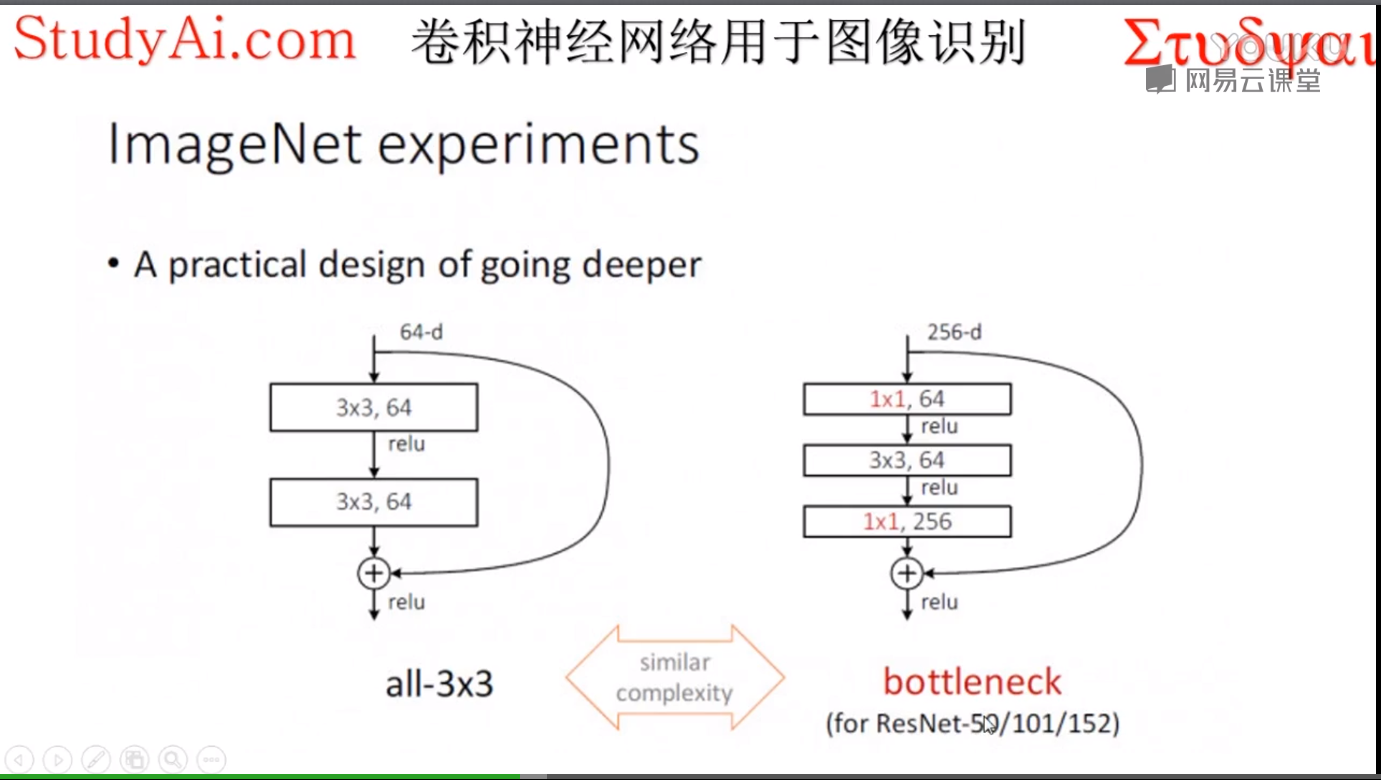 StudyAi.com
卷积神经网络用于图像识别
Στυδψαι
YOUKU
网易云课堂
ImageNet experiments
• A practical design of going deeper
64-d
3x3, 64
relu
3x3, 64
relu
all-3x3
similar
complexity
256-d
1x1, 64
relu
3x3, 64
relu
1x1, 256
relu
bottleneck
(for ResNet-50/101/152)